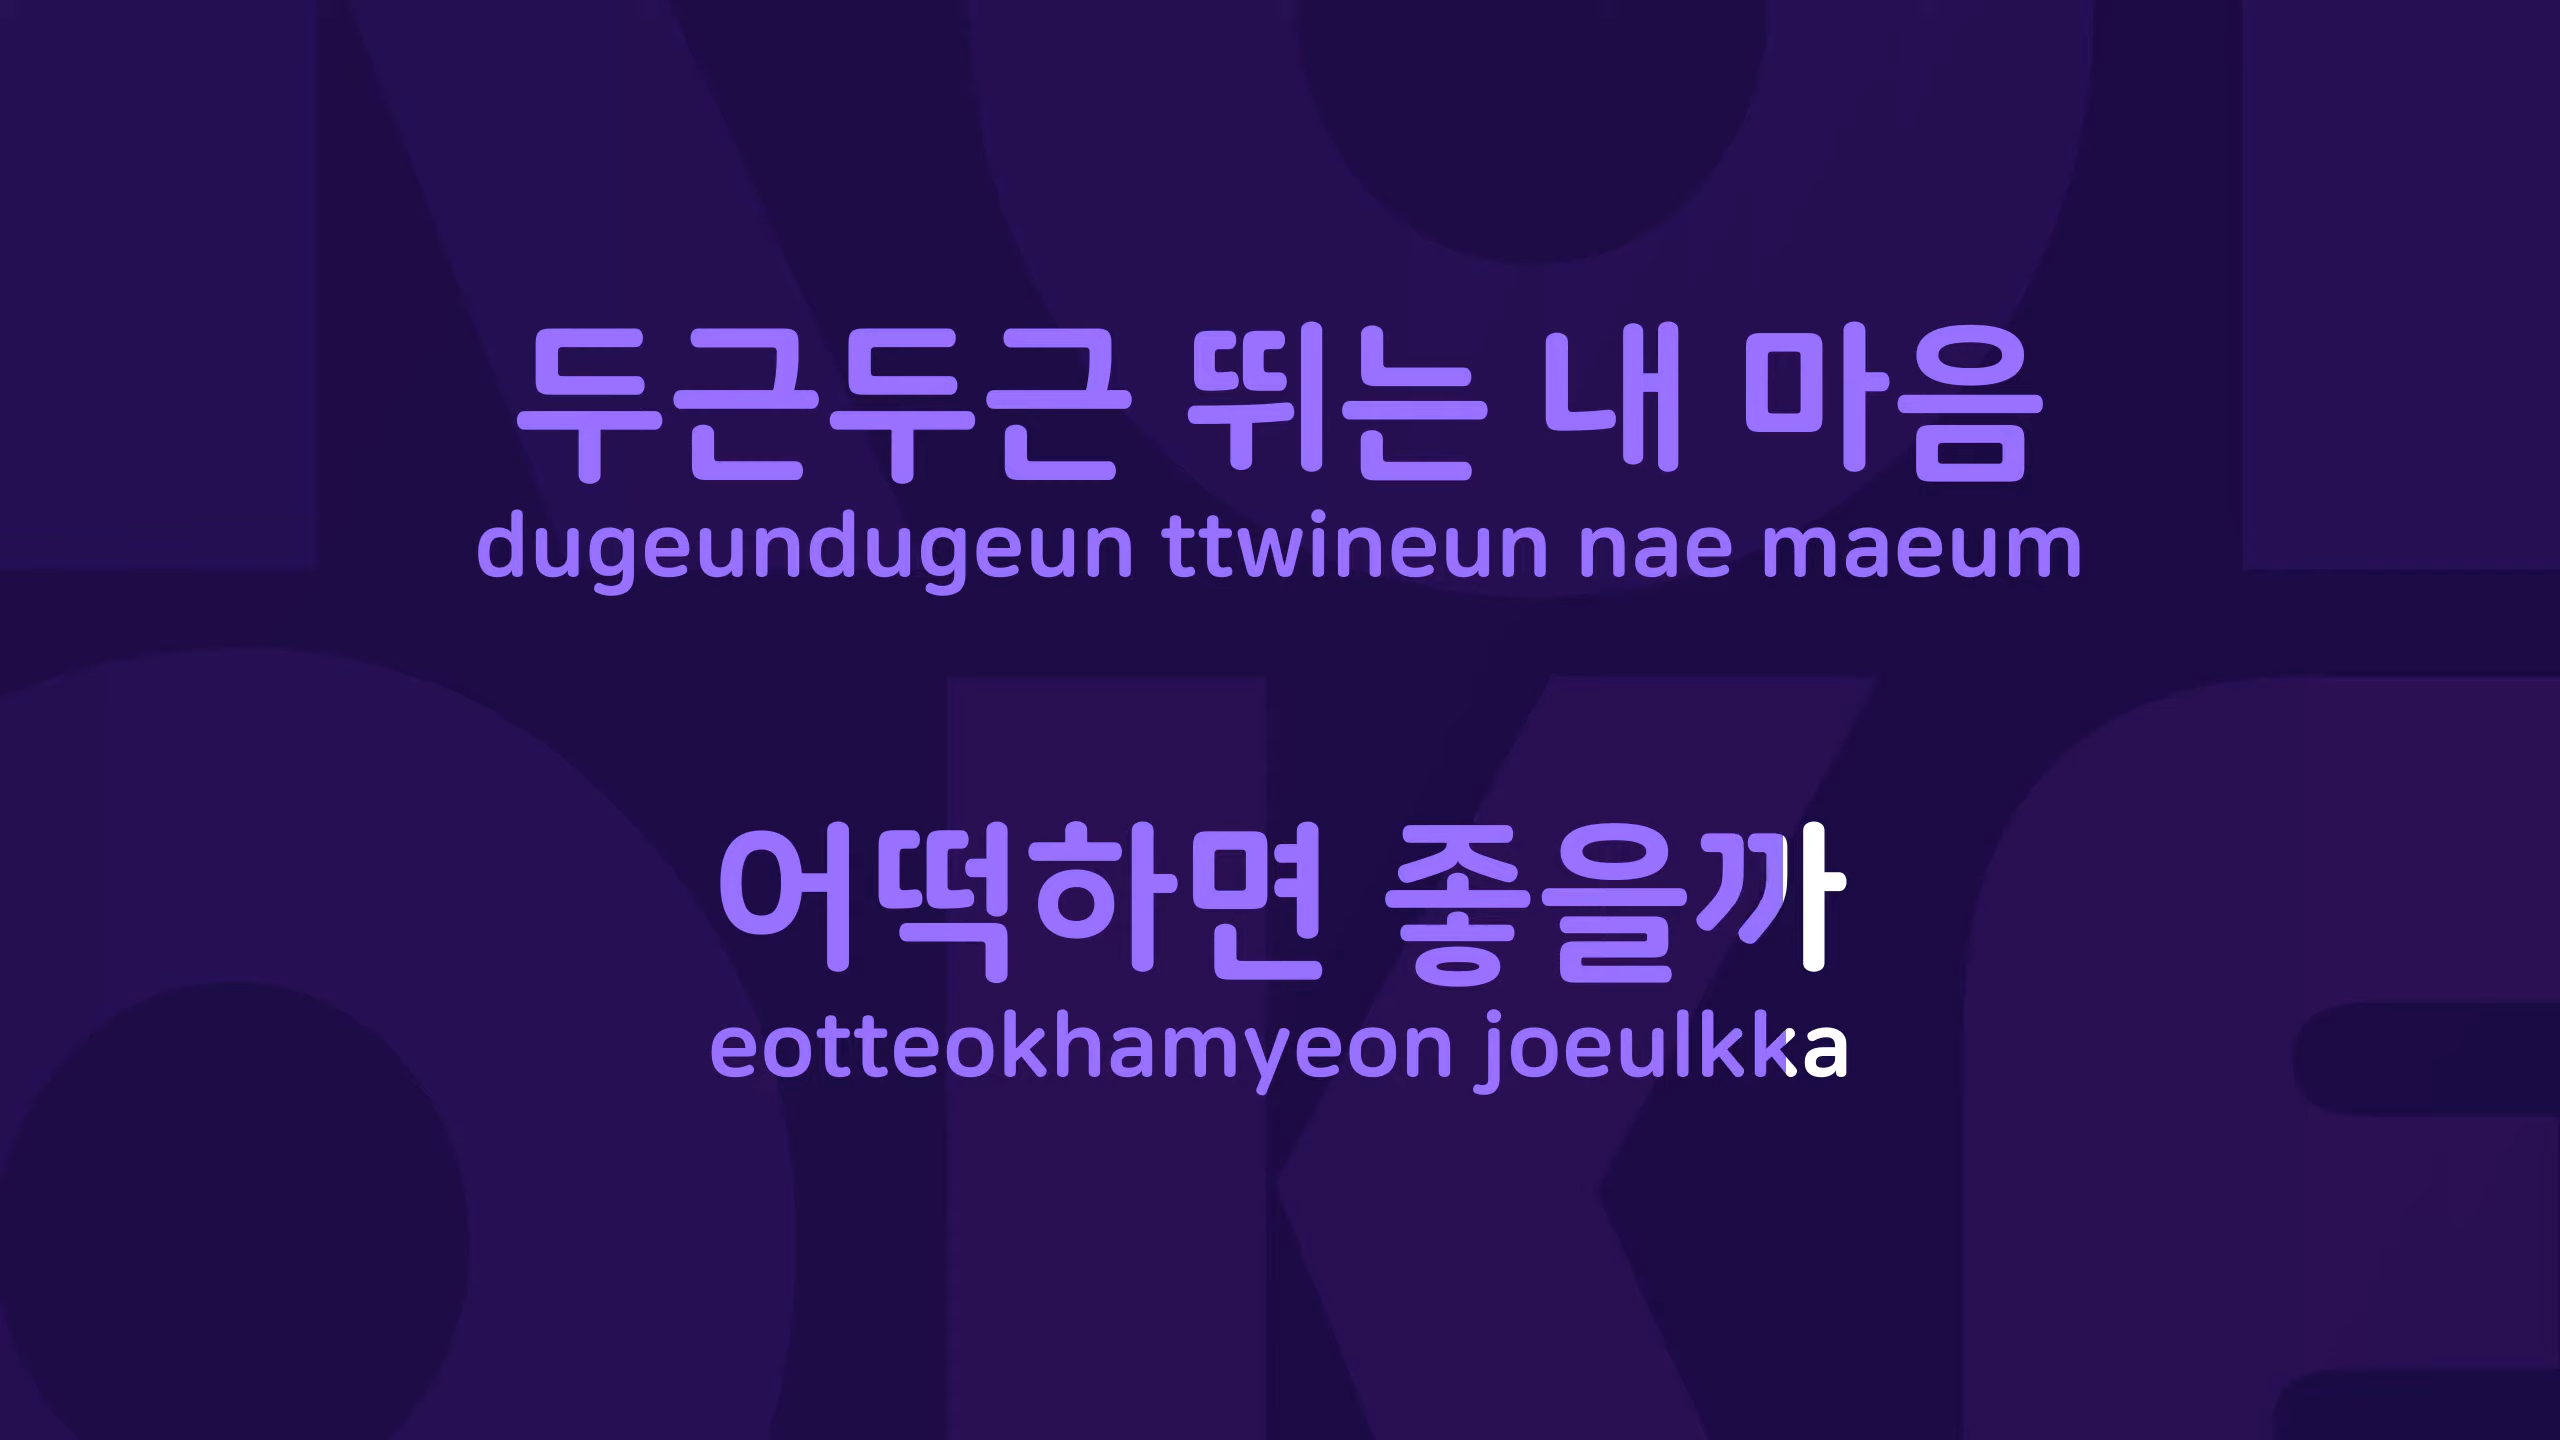 두근두근 뛰는 내 마음
dugeundugeun ttwineun nae maeum
어떡하면 좋을까
eotteokhamyeon joeulkka